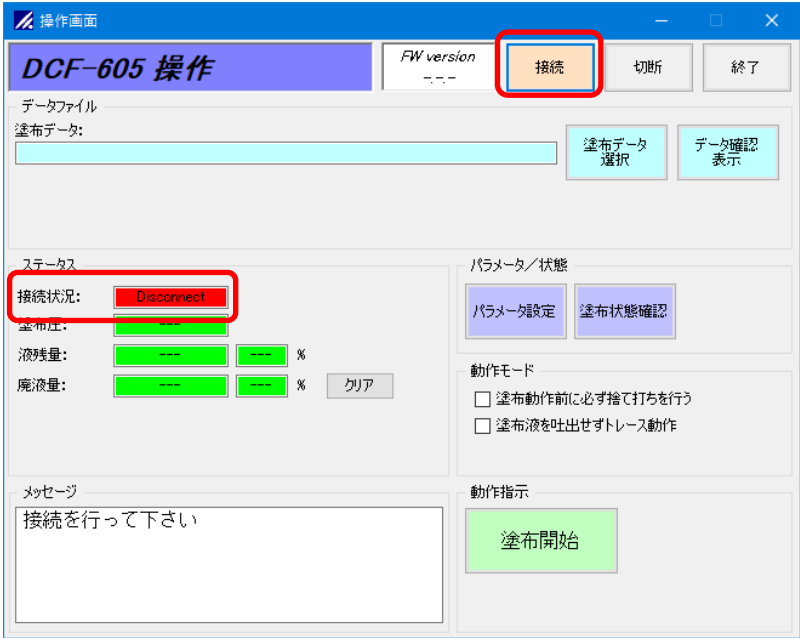 操作画面
DCF-605 操作
FW version
-.-.-
接続
切断
終了
データファイル
塗布データ:
塗布データ
選択
データ確認
表示
ステータス
接続状況:
Disconnect
塗布圧:
---
液残量:
---
---
%
廃液量:
---
---
%
クリア
パラメータ/状態
パラメータ設定
塗布状態確認
動作モード
塗布動作前に必ず捨て打ちを行う
塗布液を吐出せずトレース動作
メッセージ
接続を行って下さい
動作指示
塗布開始